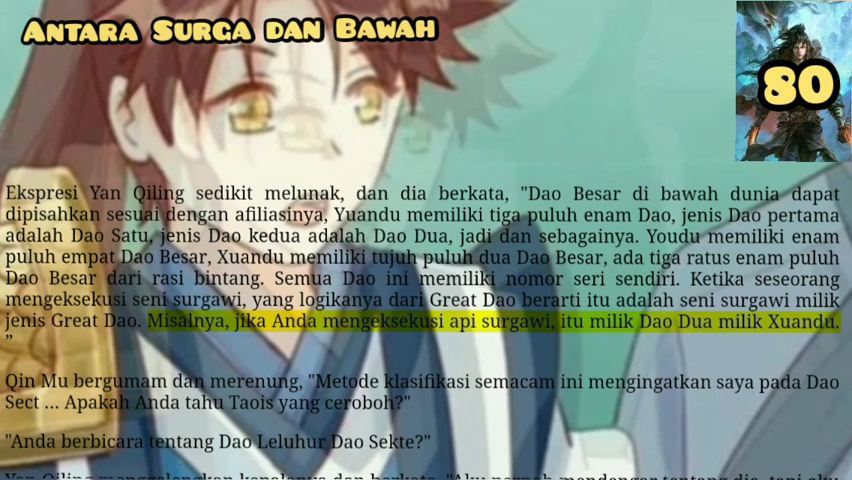 Antara Surga dan Bawah
80
Ekspresi Yan Qiling sedikit melunak, dan dia berkata, "Dao Besar di bawah dunia dapat
dipisahkan sesuai dengan afiliasinya, Yuandu memiliki tiga puluh enam Dao, jenis Dao pertama
adalah Dao Satu, jenis Dao kedua adalah Dao Dua, jadi dan sebagainya. Youdu memiliki enam
puluh empat Dao Besar, Xuandu memiliki tujuh puluh dua Dao Besar, ada tiga ratus enam puluh
Dao Besar dari rasi bintang. Semua Dao ini memiliki nomor seri sendiri. Ketika seseorang
mengeksekusi seni surgawi, yang logikanya dari Great Dao berarti itu adalah seni surgawi milik
jenis Great Dao. Misalnya, jika Anda mengeksekusi api surgawi, itu milik Dao Dua milik Xuandu.
”
Qin Mu bergumam dan merenung, "Metode klasifikasi semacam ini mengingatkan saya pada Dao
Sect ... Apakah Anda tahu Taois yang ceroboh?"
"Anda berbicara tentang Dao Leluhur Dao Sekte?"